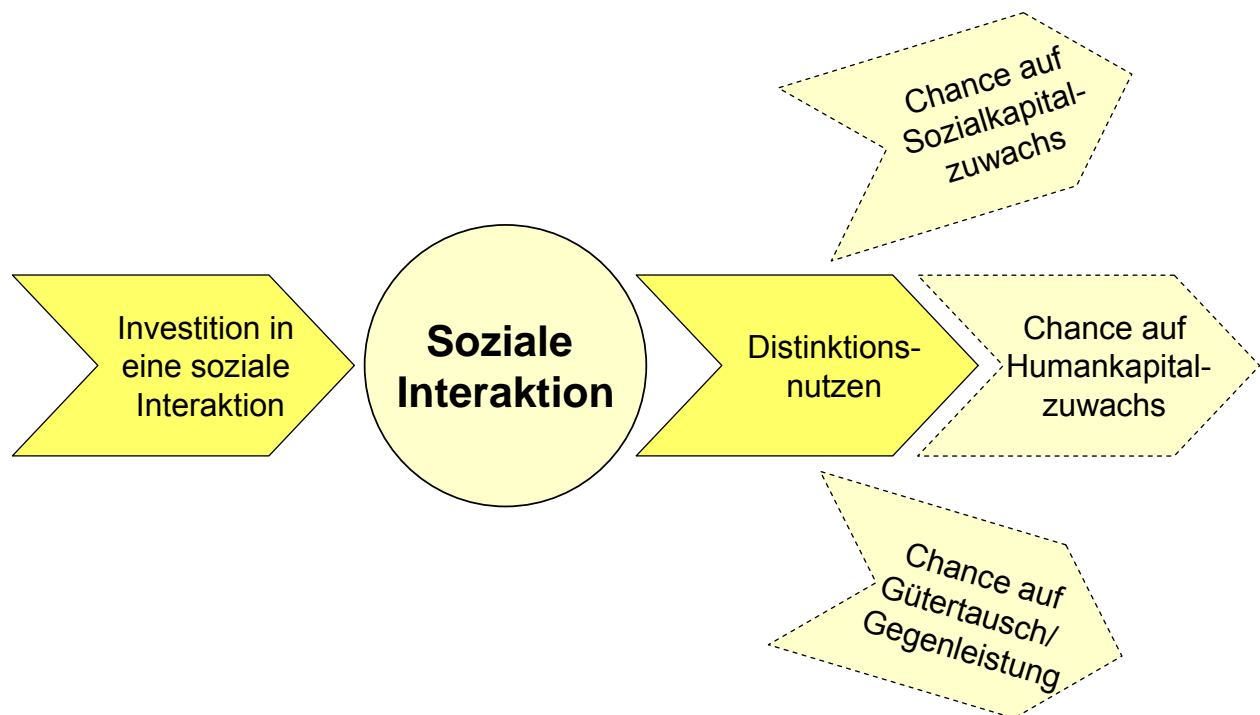 Investition in
eine soziale
Interaktion
Soziale
Interaktion
Distinktions-
nutzen
Chance auf
Sozialkapital-
zuwachs
Chance auf
Humankapital-
zuwachs
Chance auf
Gütertausch/
Gegenleistung